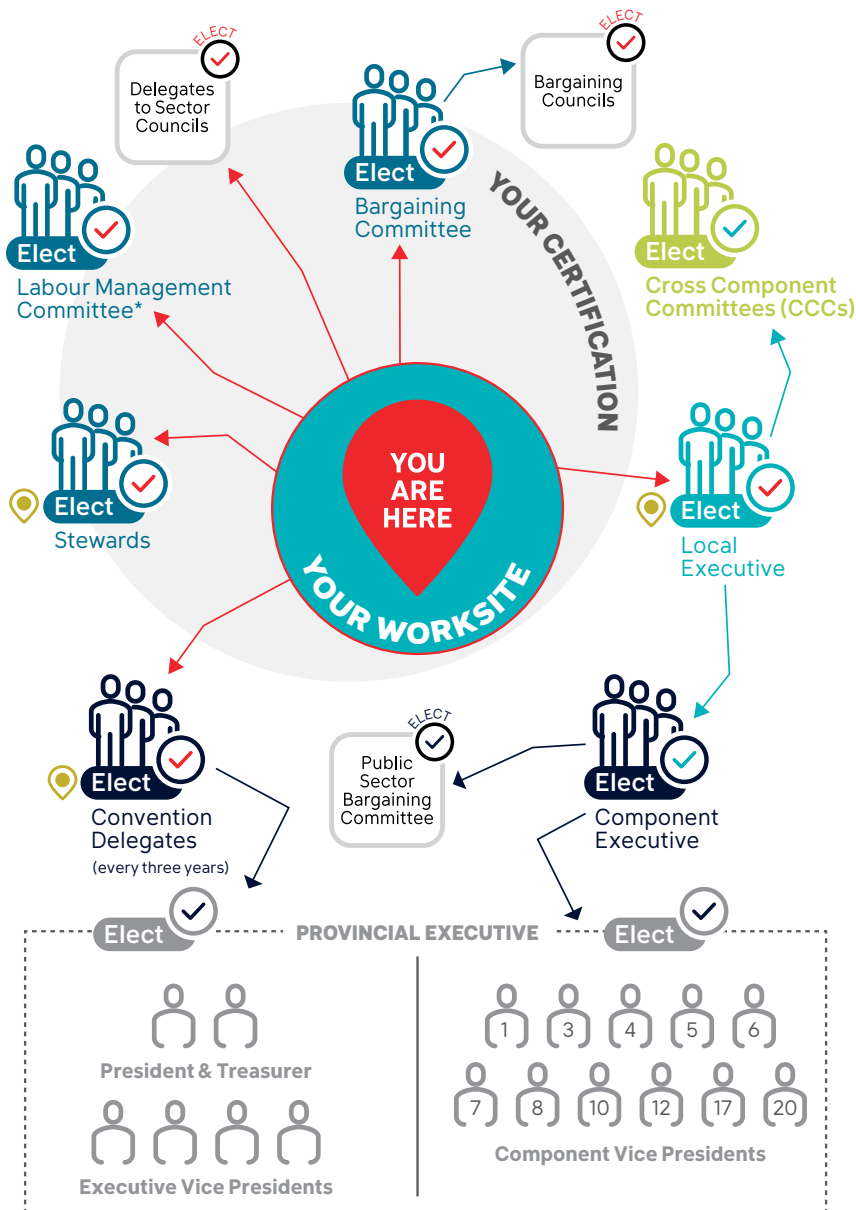 ELECT
Delegates
to Sector
Councils
ELECT
Bargaining
Councils
Elect
Bargaining
Committee
YOUR CERTIFICATION
Elect
Cross Component
Committees (CCCs)
Elect
Labour Management
Committee*
Elect
Stewards
YOU
ARE
HERE
YOUR WORKSITE
Elect
Local
Executive
Elect
Convention
Delegates
(every three years)
ELECT
Public
Sector
Bargaining
Committee
Elect
Component
Executive
Elect
PROVINCIAL EXECUTIVE
Elect
President & Treasurer
Executive Vice Presidents
1 3 4 5 6
7 8 10 12 17 20
Component Vice Presidents